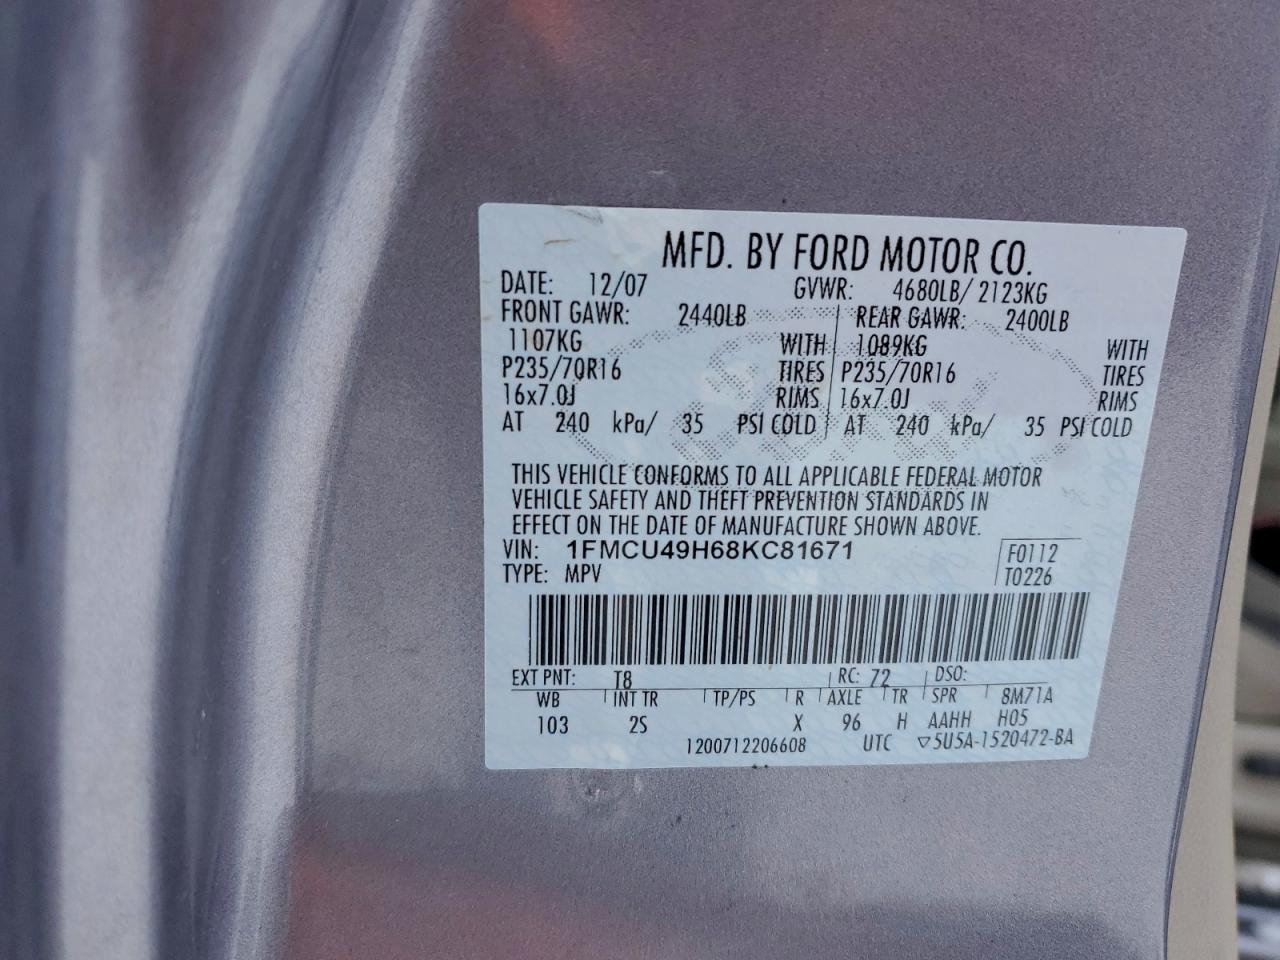 MFD. BY FORD MOTOR CO.
DATE: 12/07 GVWR: 4680LB/ 2123KG
FRONT GAWR: 2440LB REAR GAWR: 2400LB
1107KG WITH 1089KG WITH
P235/70R16 TIRES P235/70R16 TIRES
16x7.0J RIMS 16x7.0J RIMS
AT 240 kPa/ 35 PSI COLD AT 240 kPa/ 35 PSI COLD
THIS VEHICLE CONFORMS TO ALL APPLICABLE FEDERAL MOTOR
VEHICLE SAFETY AND THEFT PREVENTION STANDARDS IN
EFFECT ON THE DATE OF MANUFACTURE SHOWN ABOVE.
VIN: 1FMCU49H68KC81671 F0112
TYPE: MPV T0226
EXT PNT: T8 RC: 72 DSO:
WB INT TR TP/PS R AXLE TR SPR 8M71A
103 2S X 96 H AAHH H05
1200712206608 UTC ▽5U5A-1520472-BA